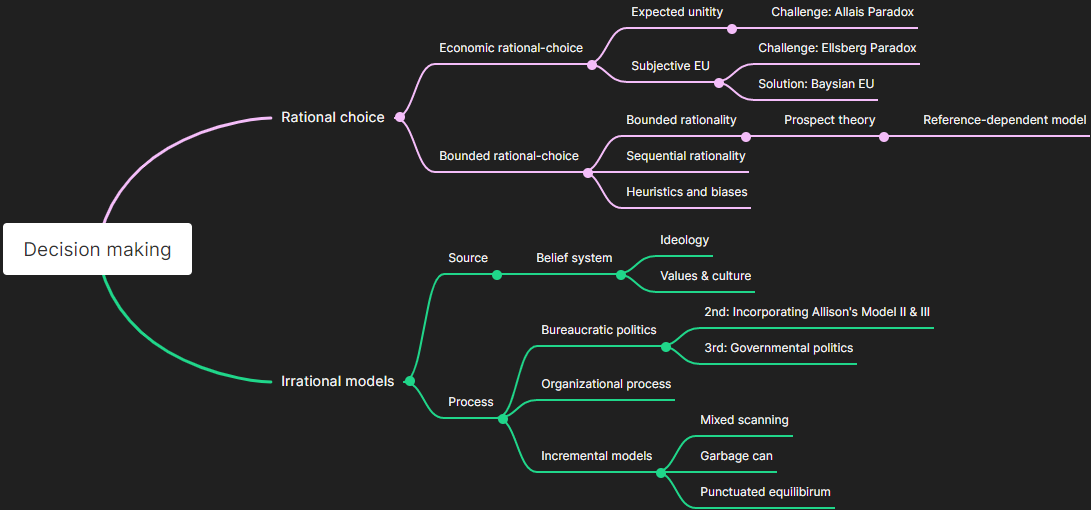 Expected unitity
Challenge: Allais Paradox
Economic rational-choice
Challenge: Ellsberg Paradox
Subjective EU
Solution: Baysian EU
Rational choice
Bounded rationality
Prospect theory
Reference-dependent model
Bounded rational-choice
Sequential rationality
Heuristics and biases
Decision making
Ideology
Source
Belief system
Values & culture
2nd: Incorporating Allison's Model II & III
Bureaucratic politics
3rd: Governmental politics
Irrational models
Organizational process
Process
Mixed scanning
Incremental models
Garbage can
Punctuated equilibirum